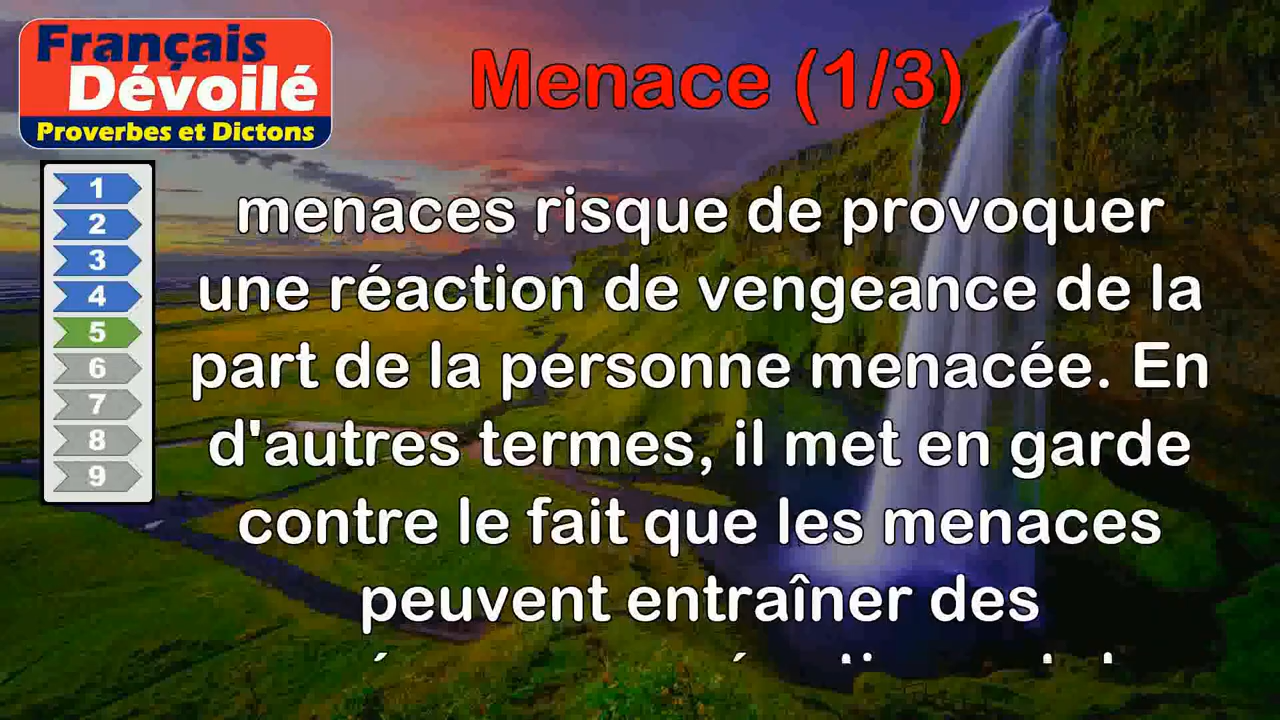 Français
Dévoilé
Proverbes et Dictons
Menace (1/3)
1
2
3
4
5
6
7
8
9
menaces risque de provoquer
une réaction de vengeance de la
part de la personne menacée. En
d'autres termes, il met en garde
contre le fait que les menaces
peuvent entraîner des